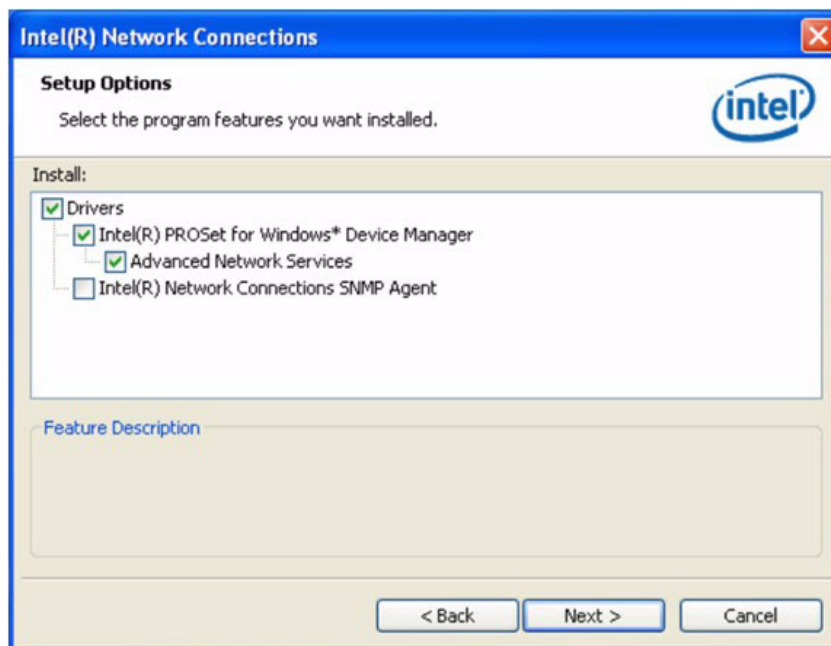 Intel(R) Network Connections
Setup Options
Select the program features you want installed.
intel
Install:
Drivers
Intel(R) PROSet for Windows* Device Manager
Advanced Network Services
Intel(R) Network Connections SNMP Agent
Feature Description
< Back
Next >
Cancel